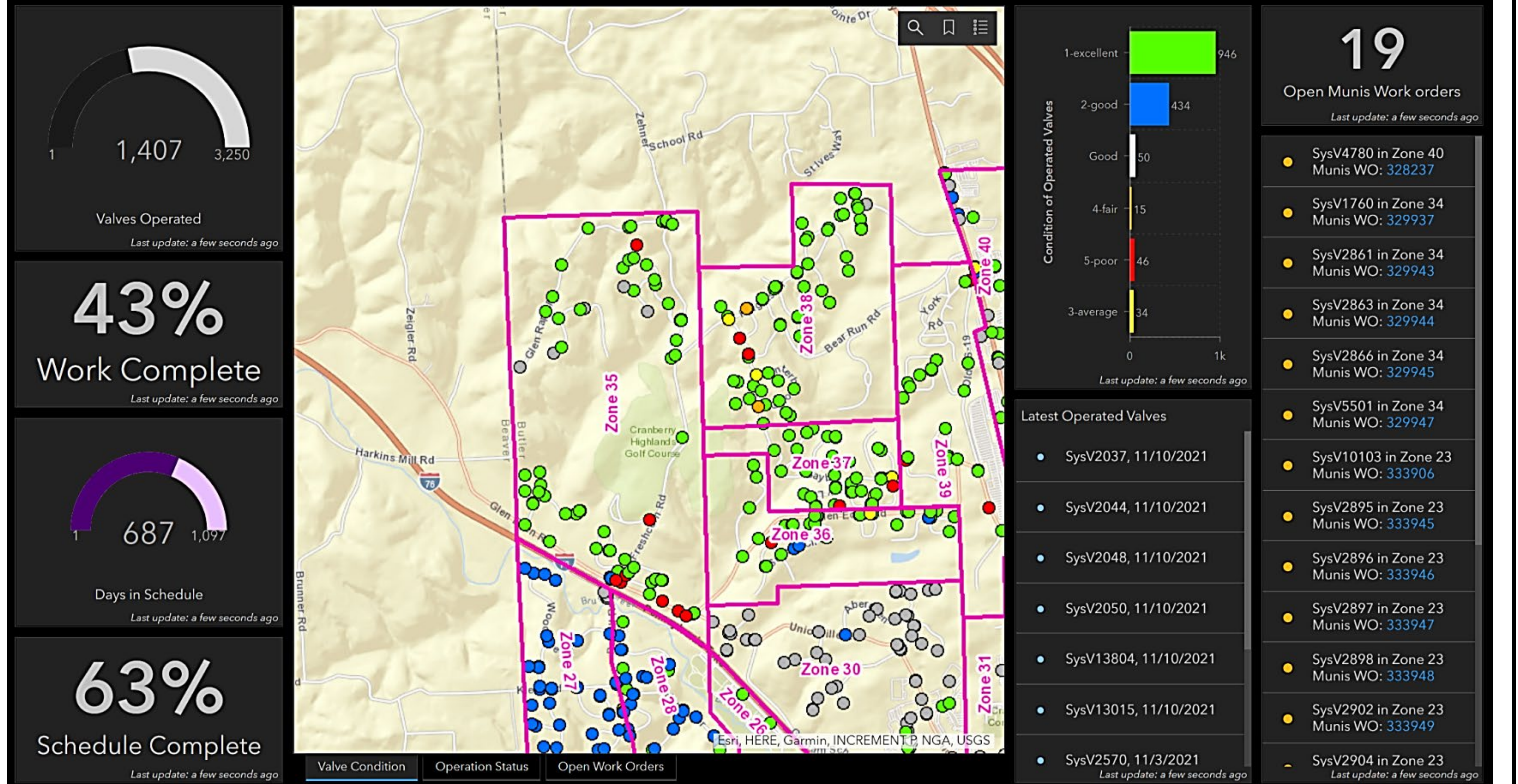 1,407
1
3,250
Valves Operated
Last update: a few seconds ago
43%
Work Complete
Last update: a few seconds ago
687
1
1,097
Days in Schedule
Last update: a few seconds ago
63%
Schedule Complete
Last update: a few seconds ago
Zehner
School Rd
St Ives Way
Zeigler Rd
Glen
Zone 35
Zone 38
Bear Run Rd
York
Rd
Zone 40
Cranberry
Highlands
Golf Course
Beaver
Butler
Harkins Mill Rd
76
Zone 37
Zone 39
Zone 36
Freshcorn Rd
Brunner Rd
Zone 27
Zone 28
Zone 26
Zone 30
Zone 31
Esri, HERE, Garmin, INCREMENT P, NGA, USGS
Valve Condition
Operation Status
Open Work Orders
Condition of Operated Valves
1-excellent
946
2-good
434
Good
50
4-fair
15
5-poor
46
3-average
34
0
1k
Last update: a few seconds ago
Latest Operated Valves
SysV2037, 11/10/2021
SysV2044, 11/10/2021
SysV2048, 11/10/2021
SysV2050, 11/10/2021
SysV13804, 11/10/2021
SysV13015, 11/10/2021
SysV2570, 11/3/2021
Last update: a few seconds ago
19
Open Munis Work orders
Last update: a few seconds ago
SysV4780 in Zone 40
Munis WO: 328237
SysV1760 in Zone 34
Munis WO: 329937
SysV2861 in Zone 34
Munis WO: 329943
SysV2863 in Zone 34
Munis WO: 329944
SysV2866 in Zone 34
Munis WO: 329945
SysV5501 in Zone 34
Munis WO: 329947
SysV10103 in Zone 23
Munis WO: 333906
SysV2895 in Zone 23
Munis WO: 333945
SysV2896 in Zone 23
Munis WO: 333946
SysV2897 in Zone 23
Munis WO: 333947
SysV2898 in Zone 23
Munis WO: 333948
SysV2902 in Zone 23
Munis WO: 333949
SysV2904 in Zone 23
Last update: a few seconds ago